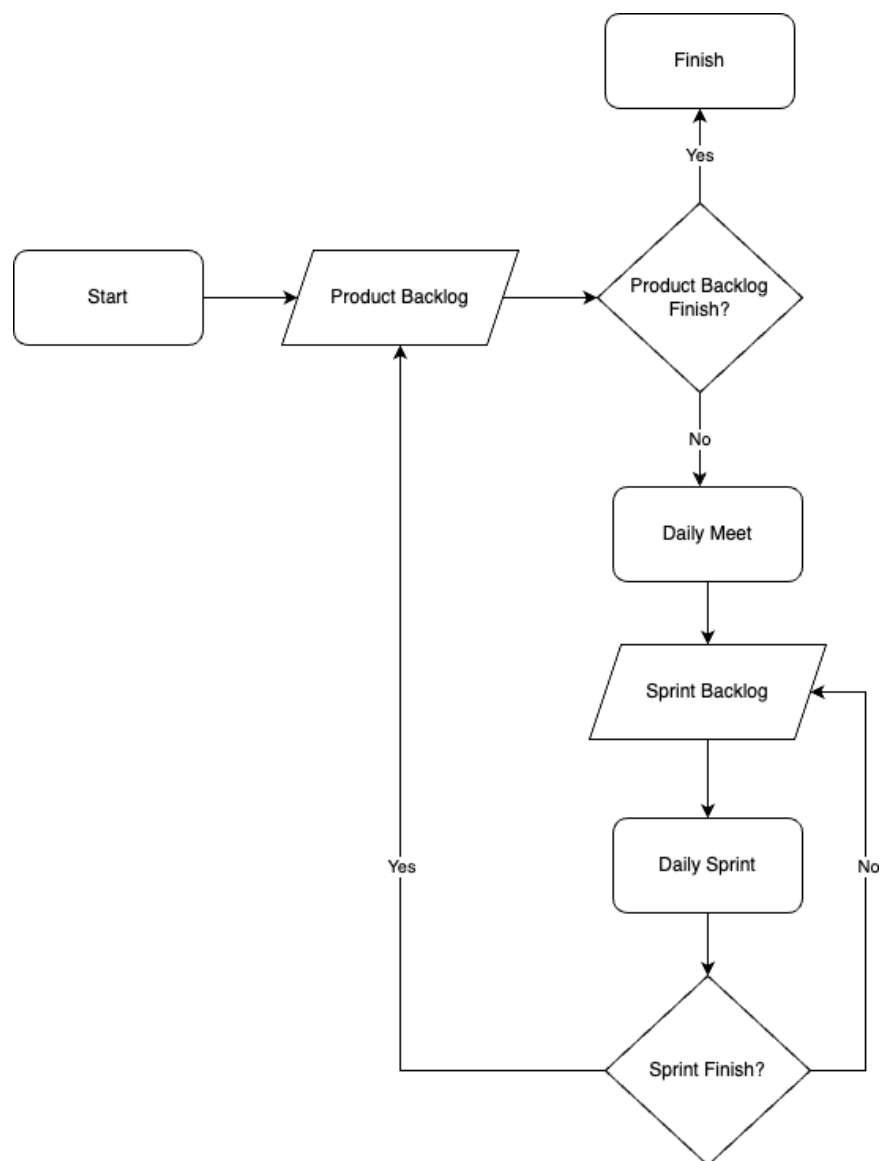 Finish
Yes
Start
Product Backlog
Product Backlog
Finish?
No
Daily Meet
Sprint Backlog
Daily Sprint
Yes
No
Sprint Finish?